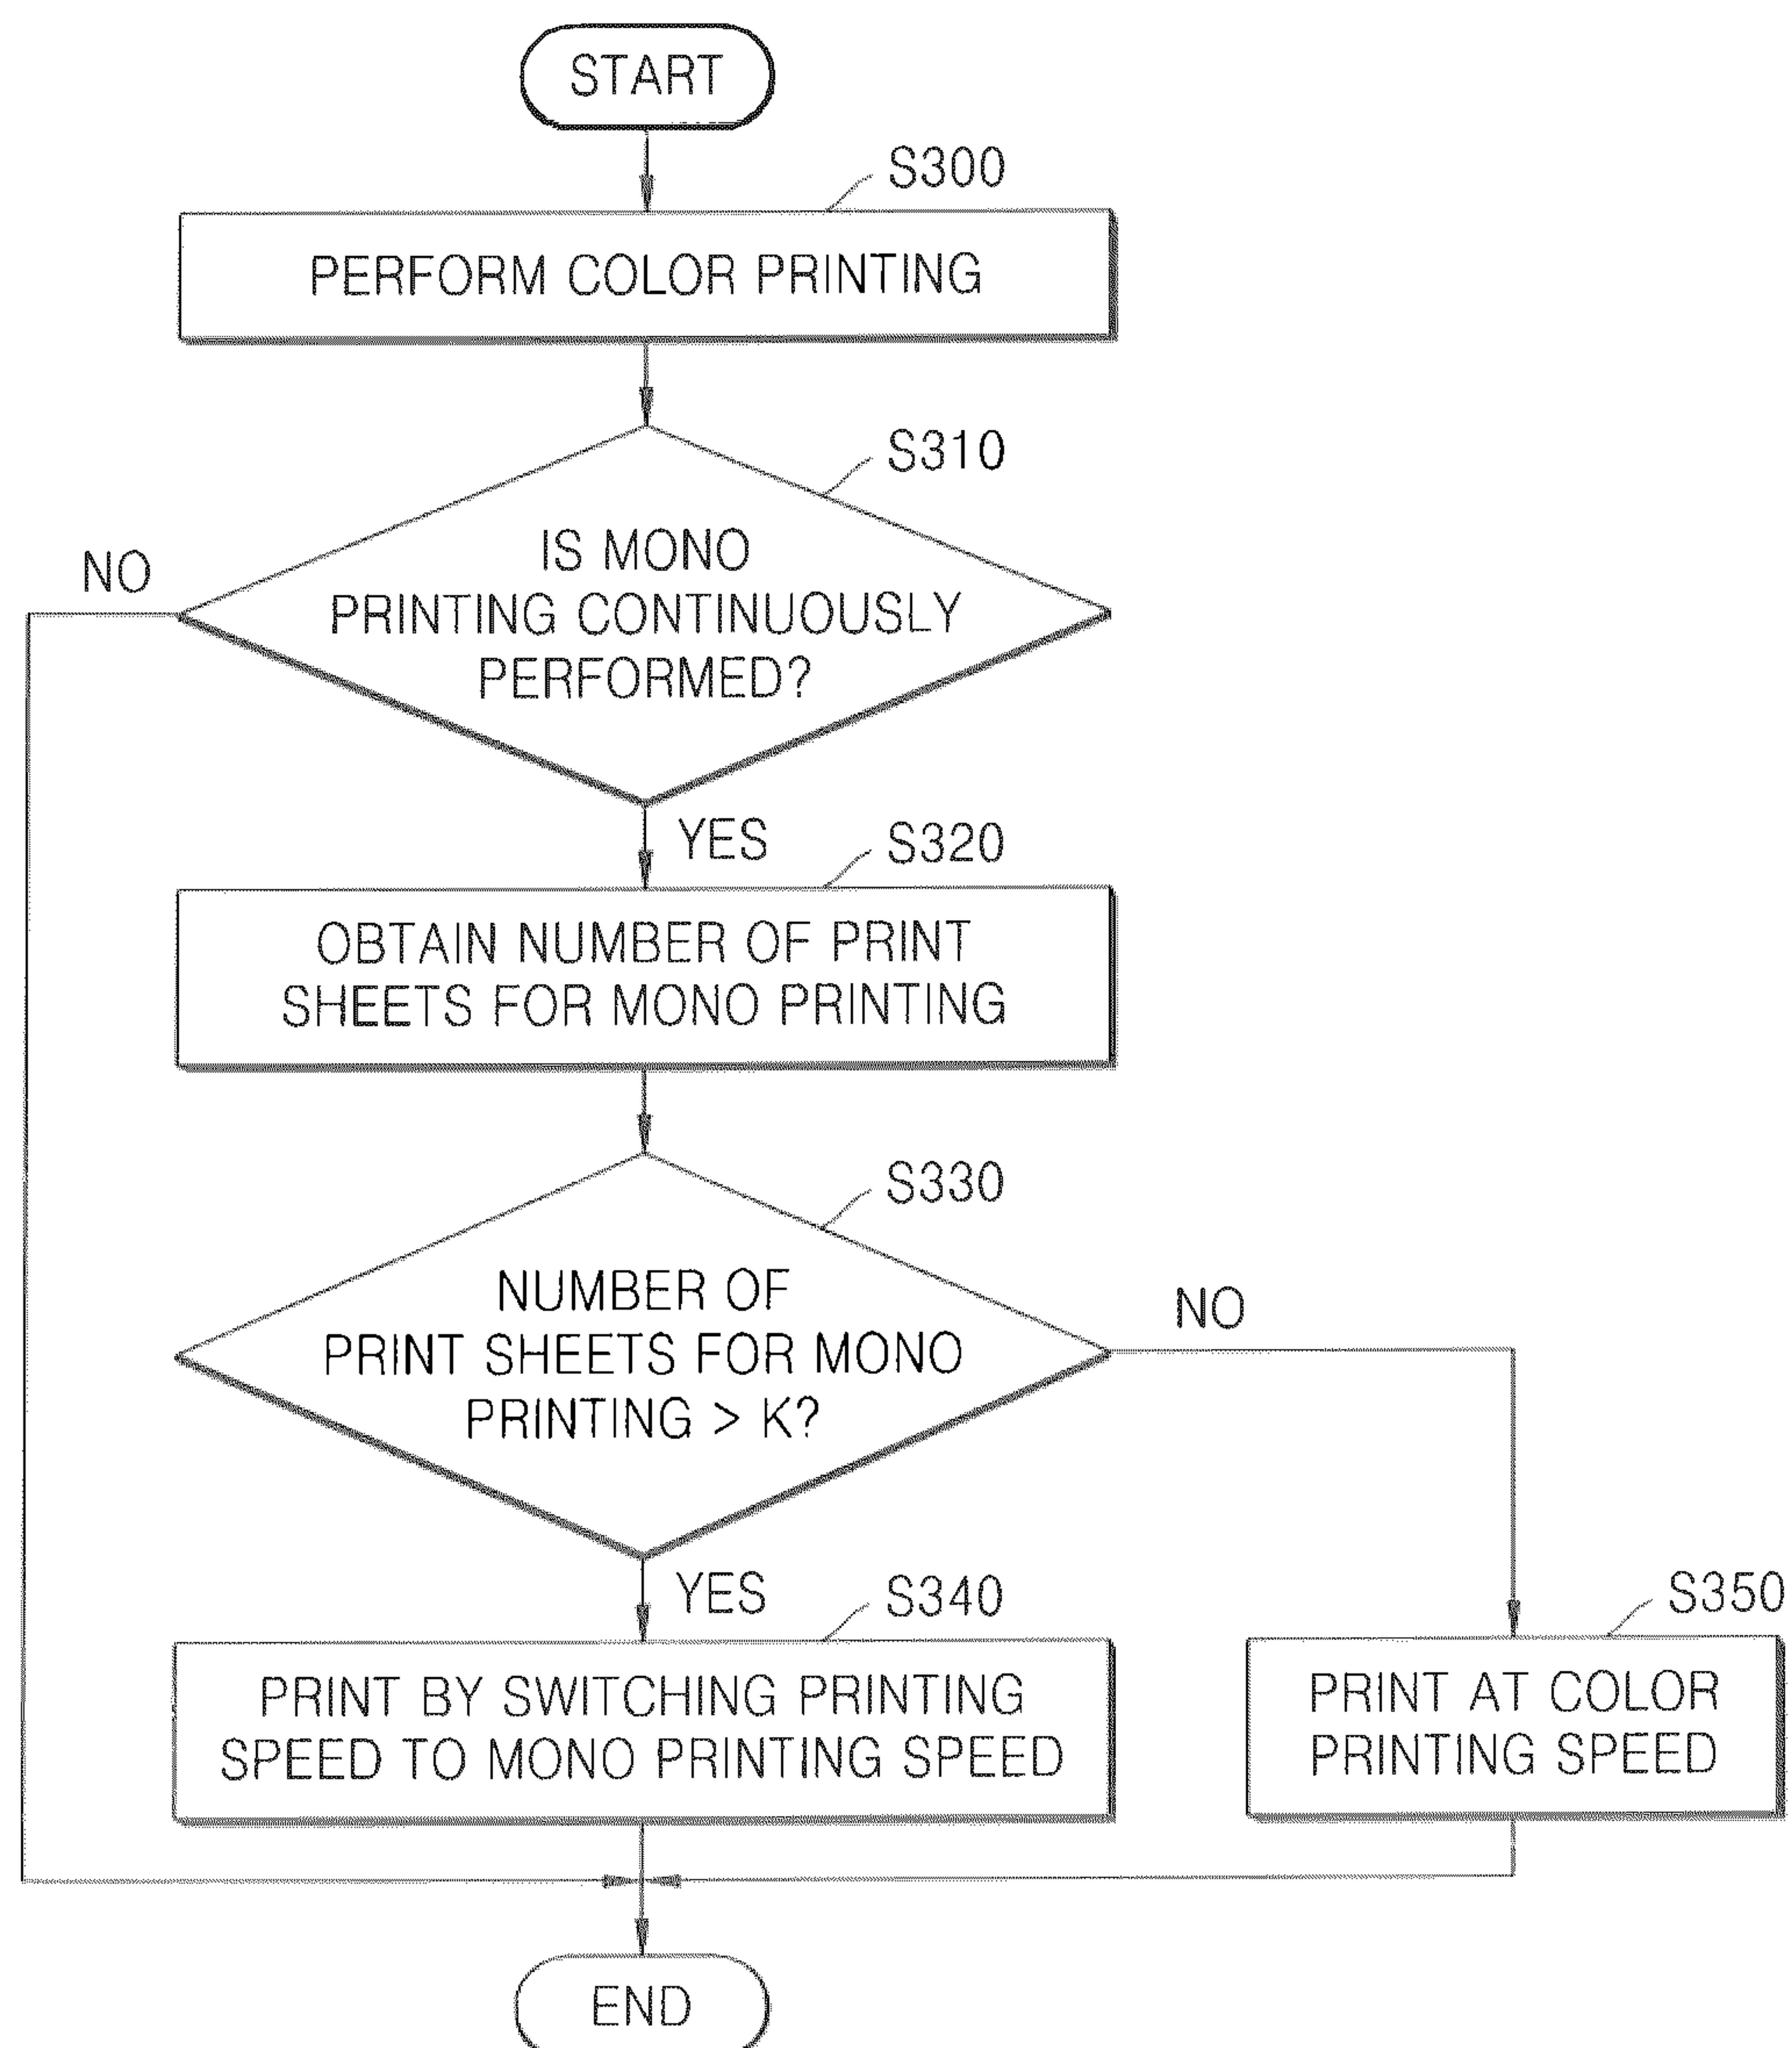 START
S300
PERFORM COLOR PRINTING
S310
IS MONO
PRINTING CONTINUOUSLY
PERFORMED?
NO
YES
S320
OBTAIN NUMBER OF PRINT
SHEETS FOR MONO PRINTING
S330
NUMBER OF
PRINT SHEETS FOR MONO
PRINTING > K?
NO
YES
S340
PRINT BY SWITCHING PRINTING
SPEED TO MONO PRINTING SPEED
S350
PRINT AT COLOR
PRINTING SPEED
END